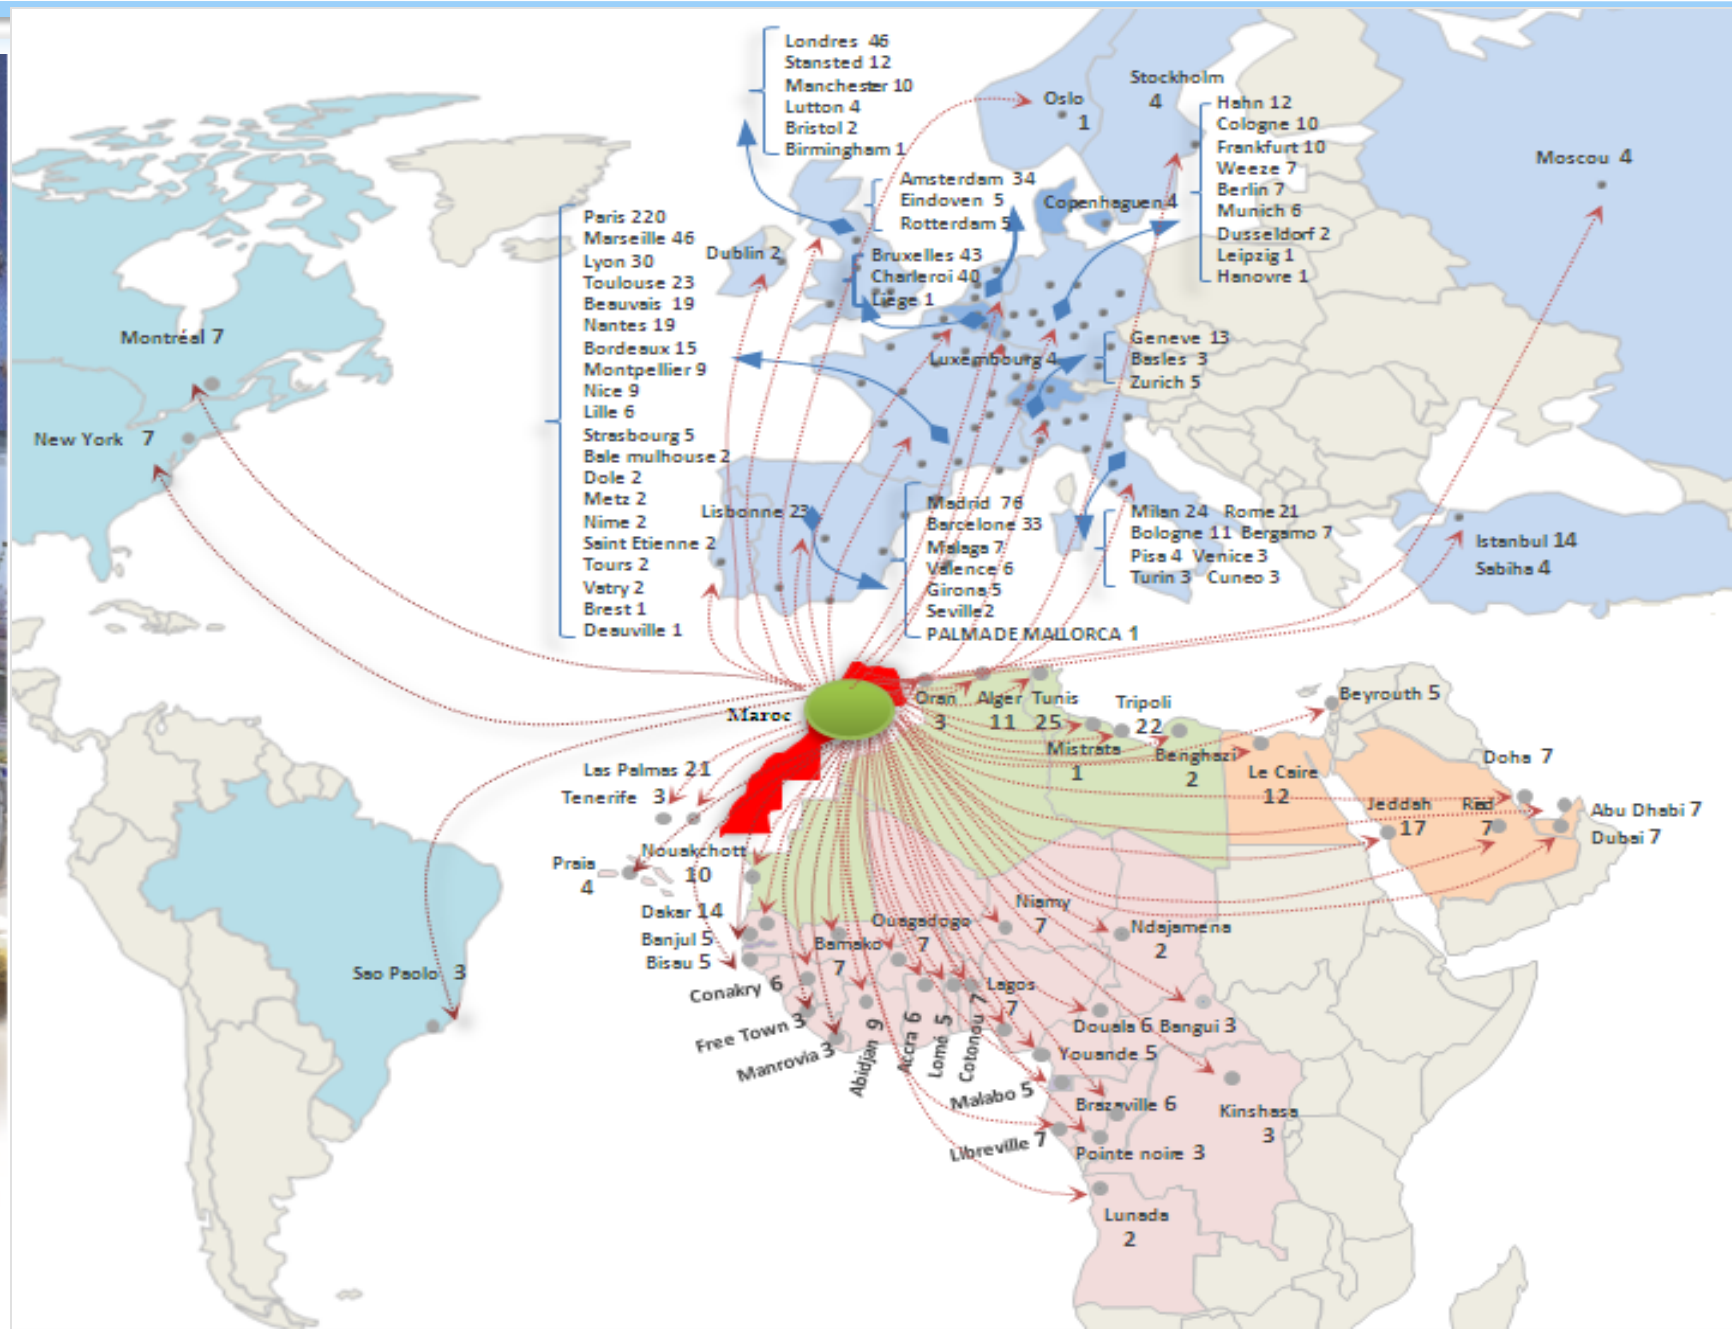 Londres 46
Stansted 12
Manchester 10
Lutton 4
Bristol 2
Birmingham 1
Oslo
1
Stockholm
4
Hahn 12
Cologne 10
Frankfurt 10
Weeze 7
Berlin 7
Munich 6
Dusseldorf 2
Leipzig 1
Hanovre 1
Moscou 4
Amsterdam 34
Eindoven 5
Rotterdam 5
Copenhaguen 4
Paris 220
Marseille 46
Lyon 30
Toulouse 23
Beauvais 19
Nantes 19
Bordeaux 15
Montpellier 9
Nice 9
Lille 6
Strasbourg 5
Bale mulhouse 2
Dole 2
Metz 2
Nime 2
Saint Etienne 2
Tours 2
Vatry 2
Brest 1
Deauville 1
Dublin 2
Bruxelles 43
Charleroi 40
Liege 1
Montréal 7
New York 7
Luxembourg 4
Geneve 13
Basles 3
Zurich 5
Lisbonne 23
Madrid 76
Barcelone 33
Malaga 7
Valence 6
Girona 5
Seville 2
PALMA DE MALLORCA 1
Milan 24 Rome 21
Bologne 11 Bergamo 7
Pisa 4 Venice 3
Turin 3 Cuneo 3
Istanbul 14
Sabiha 4
Maroc
Oran
3
Alger
11
Tunis
25
Tripoli
22
Mistrata
1
Benghazi
2
Beyrouth 5
Le Caire
12
Doha 7
Jeddah
17
7
Abu Dhabi 7
Dubai 7
Las Palmas 21
Tenerife 3
Praia
4
Nouakchott
10
Dakar 14
Banjul 5
Bisau 5
Bamako
7
Ouagadogo
7
Niamy
7
Ndajamena
2
Sao Paolo 3
Conakry 6
Free Town 3
Manrovia 3
Abidjan 9
Accra 6
Lomé 5
Cotonou 7
Lagos
7
Douala 6
Bangui 3
Youande 5
Malabo 5
Brazaville 6
Kinshasa
3
Libreville 7
Pointe noire 3
Lunada
2